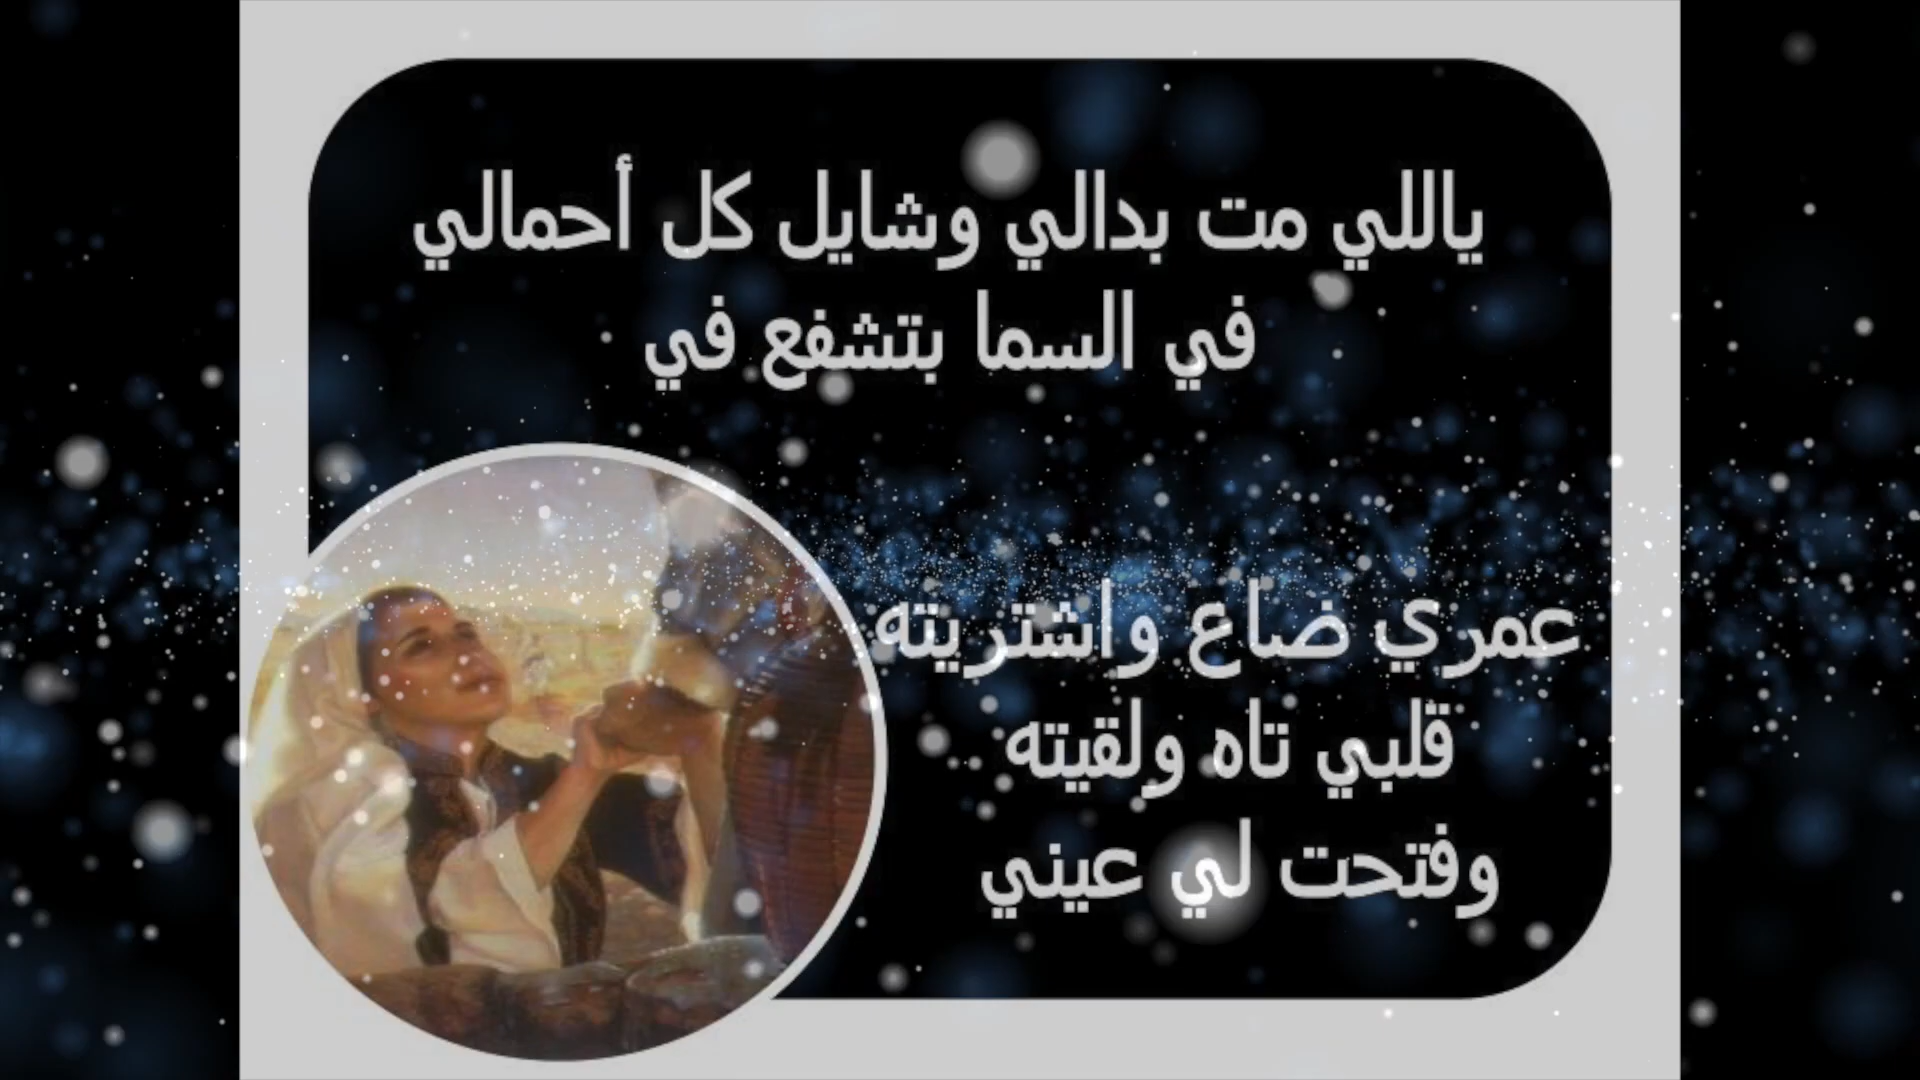 ياللي مت بدالي وشايل كل أحمالي
في السما بتشفع في
عمري ضاع واشتريته
قلبي تاه ولقيته
وفتحت لي عيني